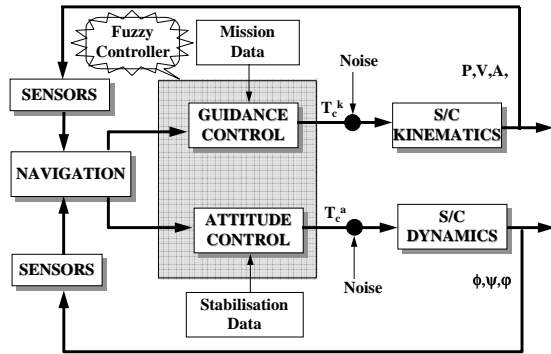 Fuzzy
Controller
Mission
Data
Noise
P,V,A,
SENSORS
GUIDANCE
CONTROL
T_c^k
S/C
KINEMATICS
NAVIGATION
ATTITUDE
CONTROL
T_c^a
S/C
DYNAMICS
SENSORS
Noise
ϕ,ψ,φ
Stabilisation
Data